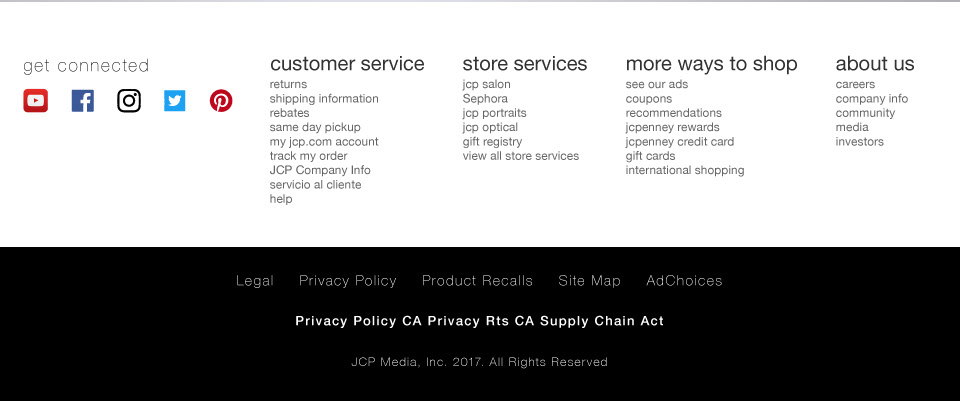 get connected
customer service
returns
shipping information
rebates
same day pickup
my jcp.com account
track my order
JCP Company Info
servicio al cliente
help
store services
jcp salon
Sephora
jcp portraits
jcp optical
gift registry
view all store services
more ways to shop
see our ads
coupons
recommendations
jcpenney rewards
jcpenney credit card
gift cards
international shopping
about us
careers
company info
community
media
investors
Legal Privacy Policy Product Recalls Site Map AdChoices
Privacy Policy CA Privacy Rts CA Supply Chain Act
JCP Media, Inc. 2017. All Rights Reserved